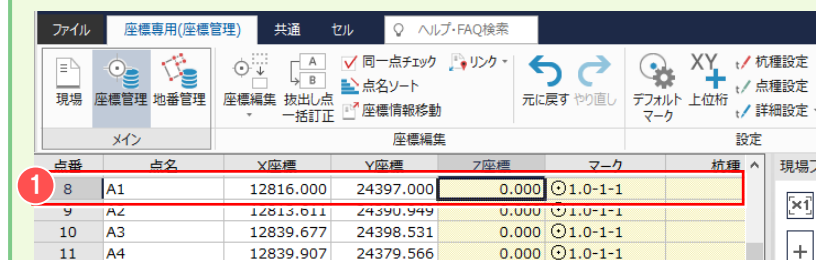 ファイル 座標専用(座標管理) 共通 セル ヘルプ・FAQ検索
現場 座標管理 地番管理
メイン
座標編集
A
B
抜出し点
一括訂正
同一点チェック
点名ソート
座標情報移動
リンク
元に戻す やり直し
座標編集
デフォルト
マーク
XY
上位桁
杭種設定
点種設定
詳細設定
設定
点番 点名 X座標 Y座標 Z座標 マーク 杭種 現場
1
8 A1 12816.000 24397.000 0.000 1.0-1-1
9 A2 12813.611 24390.949 0.000 1.0-1-1
10 A3 12839.677 24398.531 0.000 1.0-1-1
11 A4 12839.907 24379.566 0.000 1.0-1-1
×1